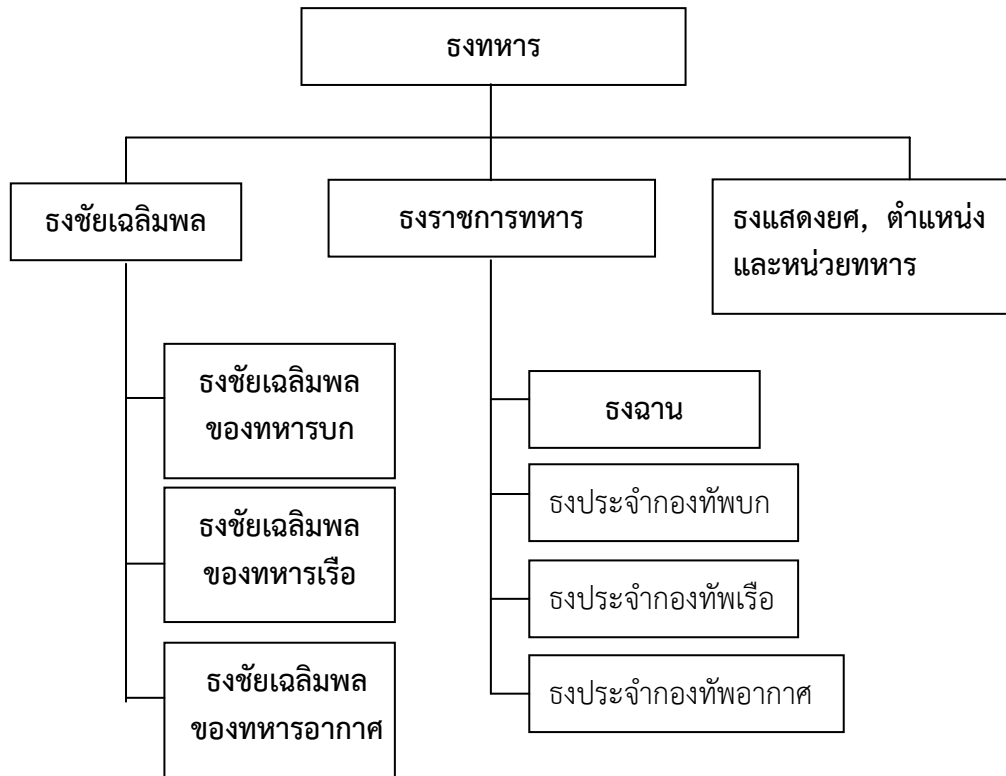 ธงทหาร
ธงชัยเฉลิมพล
ธงราชการทหาร
ธงแสดงยศ, ตำแหน่ง
และหน่วยทหาร
ธงชัยเฉลิมพล
ของทหารบก
ธงชัยเฉลิมพล
ของทหารเรือ
ธงชัยเฉลิมพล
ของทหารอากาศ
ธงฉาน
ธงประจำกองทัพบก
ธงประจำกองทัพเรือ
ธงประจำกองทัพอากาศ